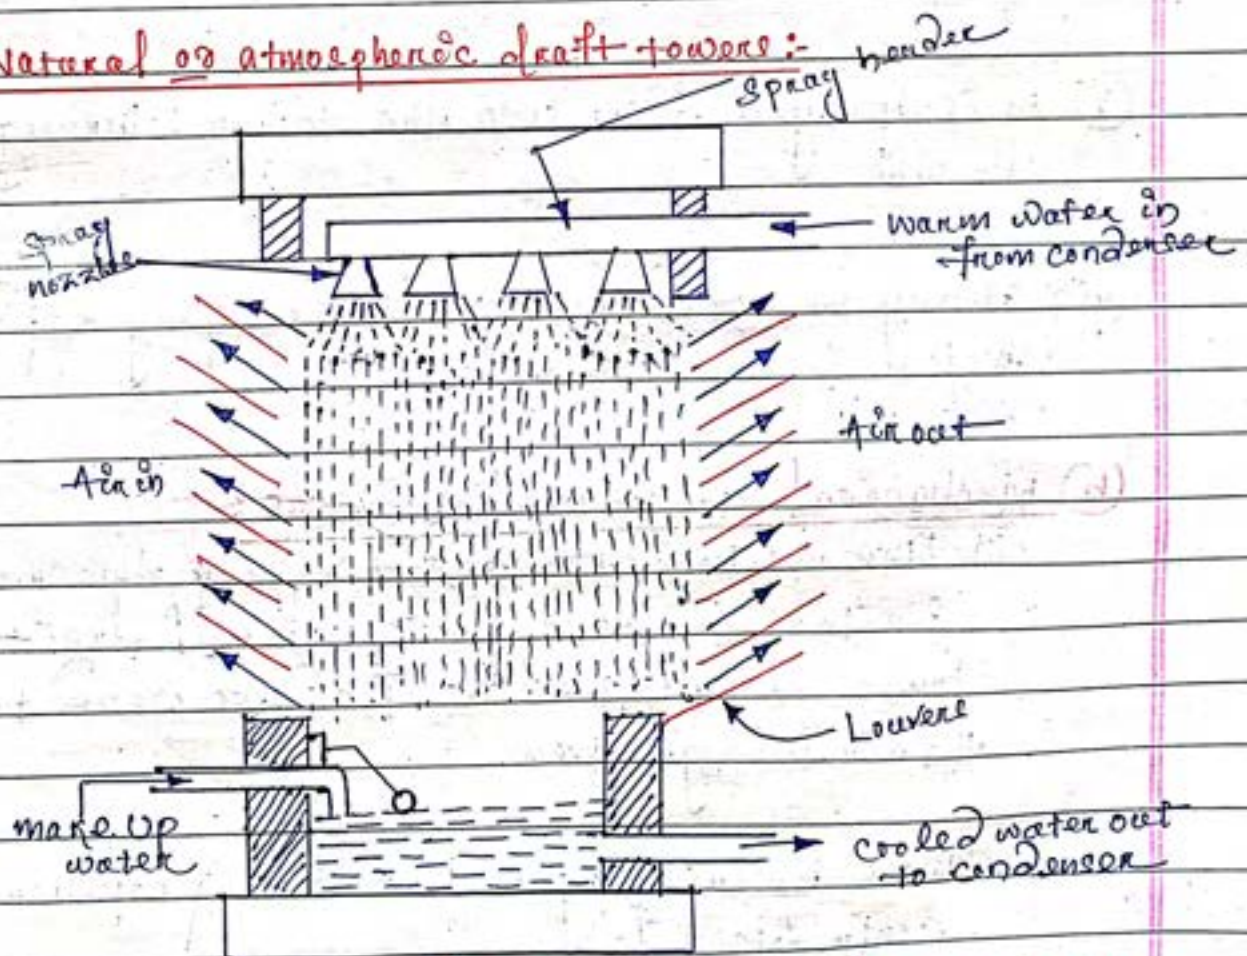 Natural or atmospheric draft towers:-
Spray header
spray
nozzle
warm water in
from condenser
Air in
Air out
Louvers
make up
water
cooled water out
to condenser